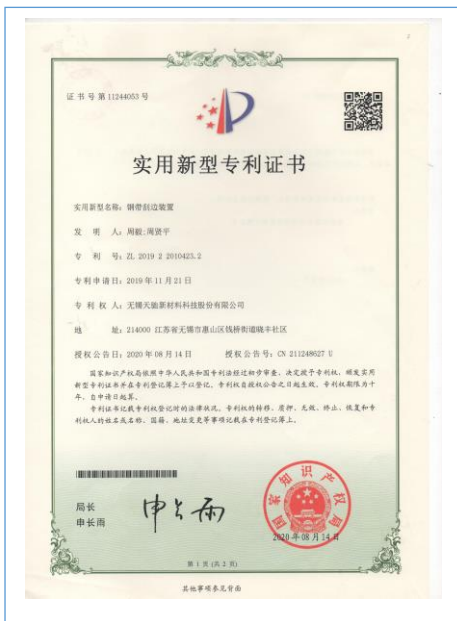 证书号第11244053号
实用新型专利证书
实用新型名称:钢带刮边装置
发明人:周毅;周贤平
专利号:ZL 2019 2 2010423.2
专利申请日:2019年11月21日
专利权人:无锡天驰新材料科技股份有限公司
地址:214000 江苏省无锡市惠山区钱桥街道晓丰社区
授权公告日:2020年08月14日 授权公告号:CN 211248627 U
国家知识产权局依照中华人民共和国专利法经过初步审查,决定授予专利权,颁发实用
新型专利证书并在专利登记簿上予以登记。专利权自授权公告之日起生效。专利权期限为十
年,自申请日起算。
专利证书记载专利权登记时的法律状况。专利权的转移、质押、无效、终止、恢复和专
利权人的姓名或名称、国籍、地址变更等事项记载在专利登记簿上。
局长
申长雨
申长雨
国家知识产权局
2020年08月14日
第1页(共2页)
其他事项参见背面